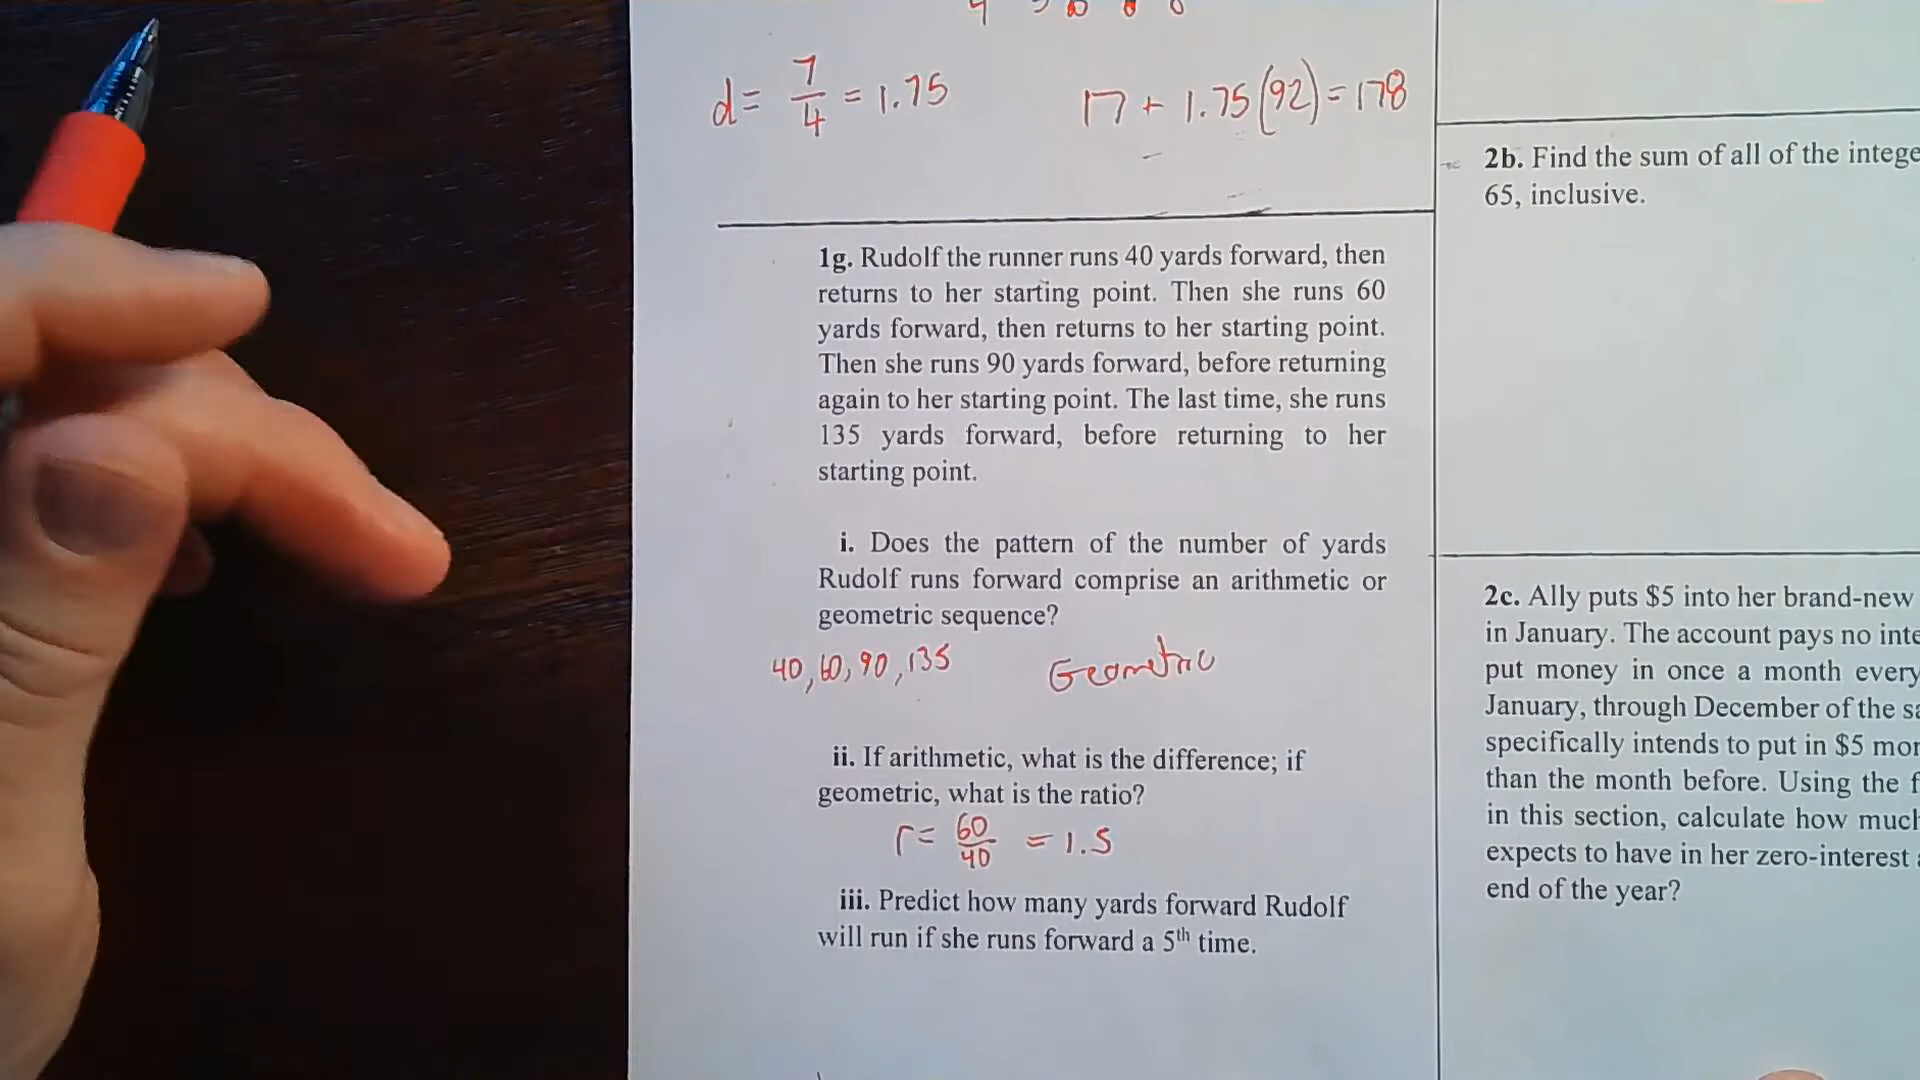 d = 7/4 = 1.75
17 + 1.75(92) = 178
1g. Rudolf the runner runs 40 yards forward, then
returns to her starting point. Then she runs 60
yards forward, then returns to her starting point.
Then she runs 90 yards forward, before returning
again to her starting point. The last time, she runs
135 yards forward, before returning to her
starting point.
i. Does the pattern of the number of yards
Rudolf runs forward comprise an arithmetic or
geometric sequence?
40, 60, 90, 135
Geometric
ii. If arithmetic, what is the difference; if
geometric, what is the ratio?
r = 60/40 = 1.5
iii. Predict how many yards forward Rudolf
will run if she runs forward a 5th time.
2b. Find the sum of all of the intege
65, inclusive.
2c. Ally puts $5 into her brand-new
in January. The account pays no inte
put money in once a month every
January, through December of the sa
specifically intends to put in $5 mor
than the month before. Using the f
in this section, calculate how much
expects to have in her zero-interest
end of the year?